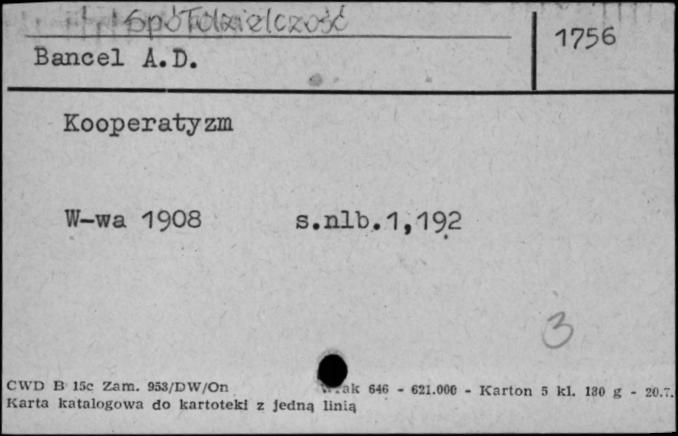 Spółdzielczość
1756
Bancel A.D.
Kooperatyzm
W-wa 1908 s.nlb.1,192
3
CWD B 15c Zam. 953/DW/On ak 646 - 621.000 - Karton 5 kl. 180 g - 20.7.
Karta katalogowa do kartoteki z jedną linią